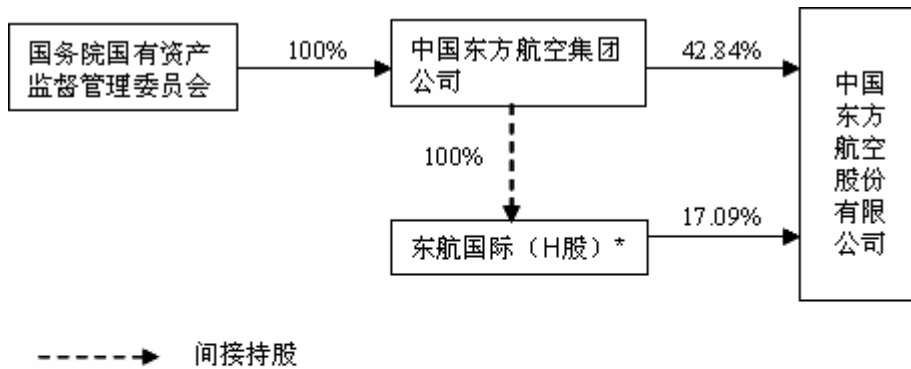 国务院国有资产
监督管理委员会
100%
中国东方航空集团
公司
42.84%
中国
东方
航空
股份
有限
公司
100%
东航国际（H股）*
17.09%
间接持股